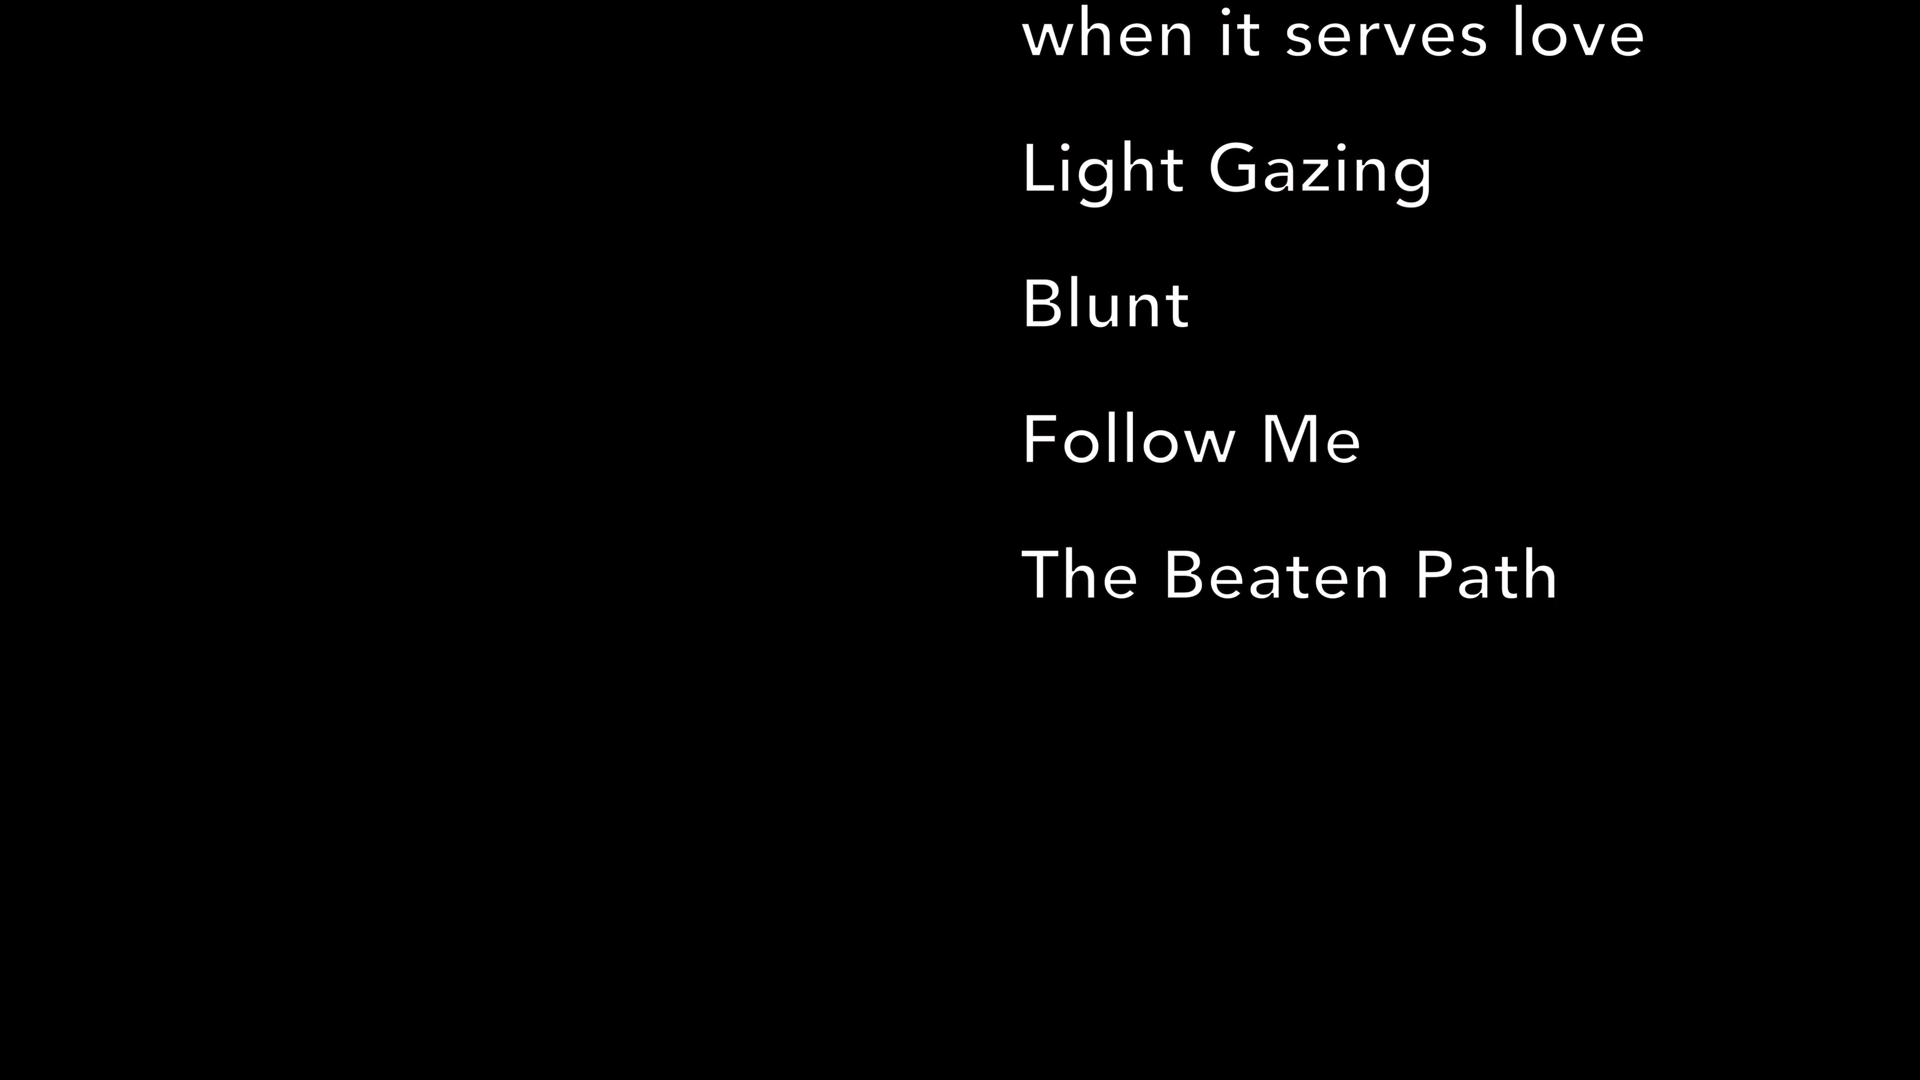 when it serves love
Light Gazing
Blunt
Follow Me
The Beaten Path